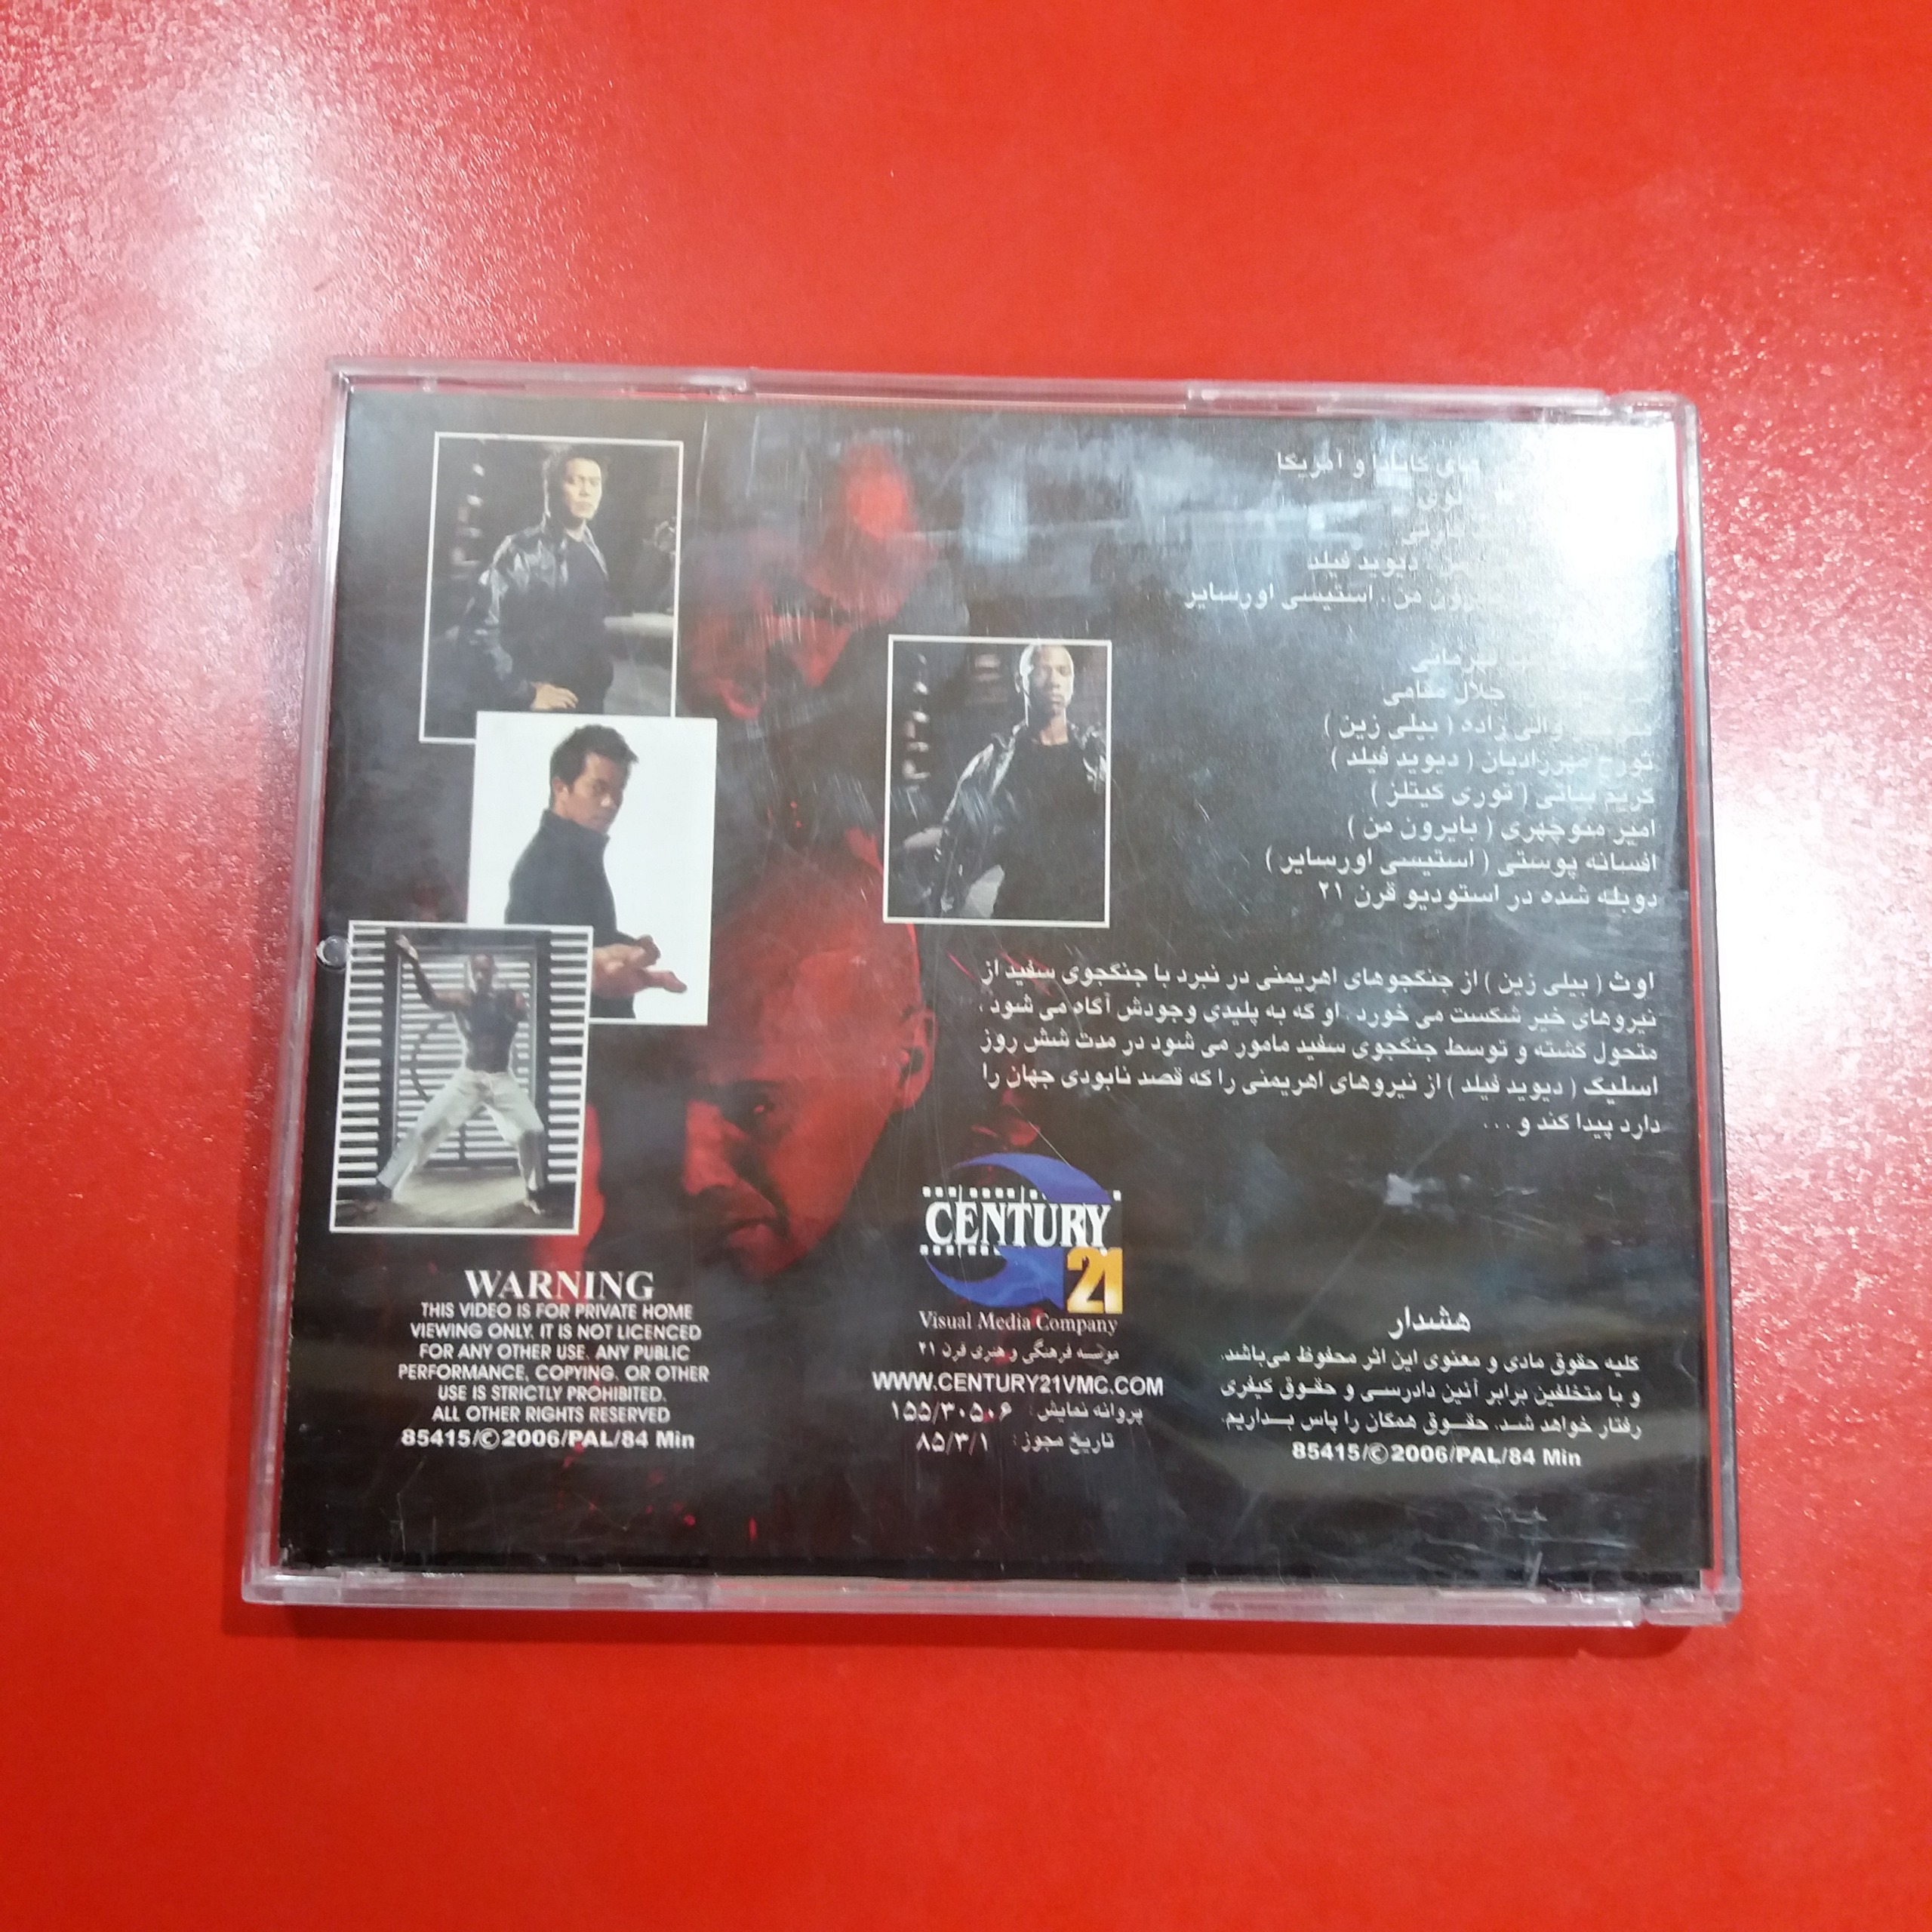 کانادا و آمریکا
دیوید فیلد
من . استیسی اورسایر
جلال مقامی
والی زاده ( بیلی زین )
تورج مهرزادیان ( دیوید فیلد )
کریم بیانی ( توری کیتلز )
امیر منوچهری ( بایرون من )
افسانه پوستی ( استیسی اورسایر )
دوبله شده در استودیو قرن ۲۱
اوث ( بیلی زین ) از جنگجوهای اهریمنی در نبرد با جنگجوی سفید از
نیروهای خیر شکست می خورد . او که به پلیدی وجودش آگاه می شود ،
متحول گشته و توسط جنگجوی سفید مامور می شود در مدت شش روز
اسلیک ( دیوید فیلد ) از نیروهای اهریمنی را که قصد نابودی جهان را
دارد پیدا کند و ...
CENTURY
21
Visual Media Company
موسسه فرهنگی و هنری قرن ۲۱
WWW.CENTURY21VMC.COM
پروانه نمایش: ۱۵۵/۳۰۵۰۶
تاریخ مجوز: ۸۵/۳/۱
WARNING
THIS VIDEO IS FOR PRIVATE HOME
VIEWING ONLY. IT IS NOT LICENCED
FOR ANY OTHER USE. ANY PUBLIC
PERFORMANCE, COPYING, OR OTHER
USE IS STRICTLY PROHIBITED.
ALL OTHER RIGHTS RESERVED
85415/©2006/PAL/84 Min
هشدار
کلیه حقوق مادی و معنوی این اثر محفوظ می‌باشد.
و با متخلفین برابر آئین دادرسی و حقوق کیفری
رفتار خواهد شد. حقوق همگان را پاس بداریم.
85415/©2006/PAL/84 Min